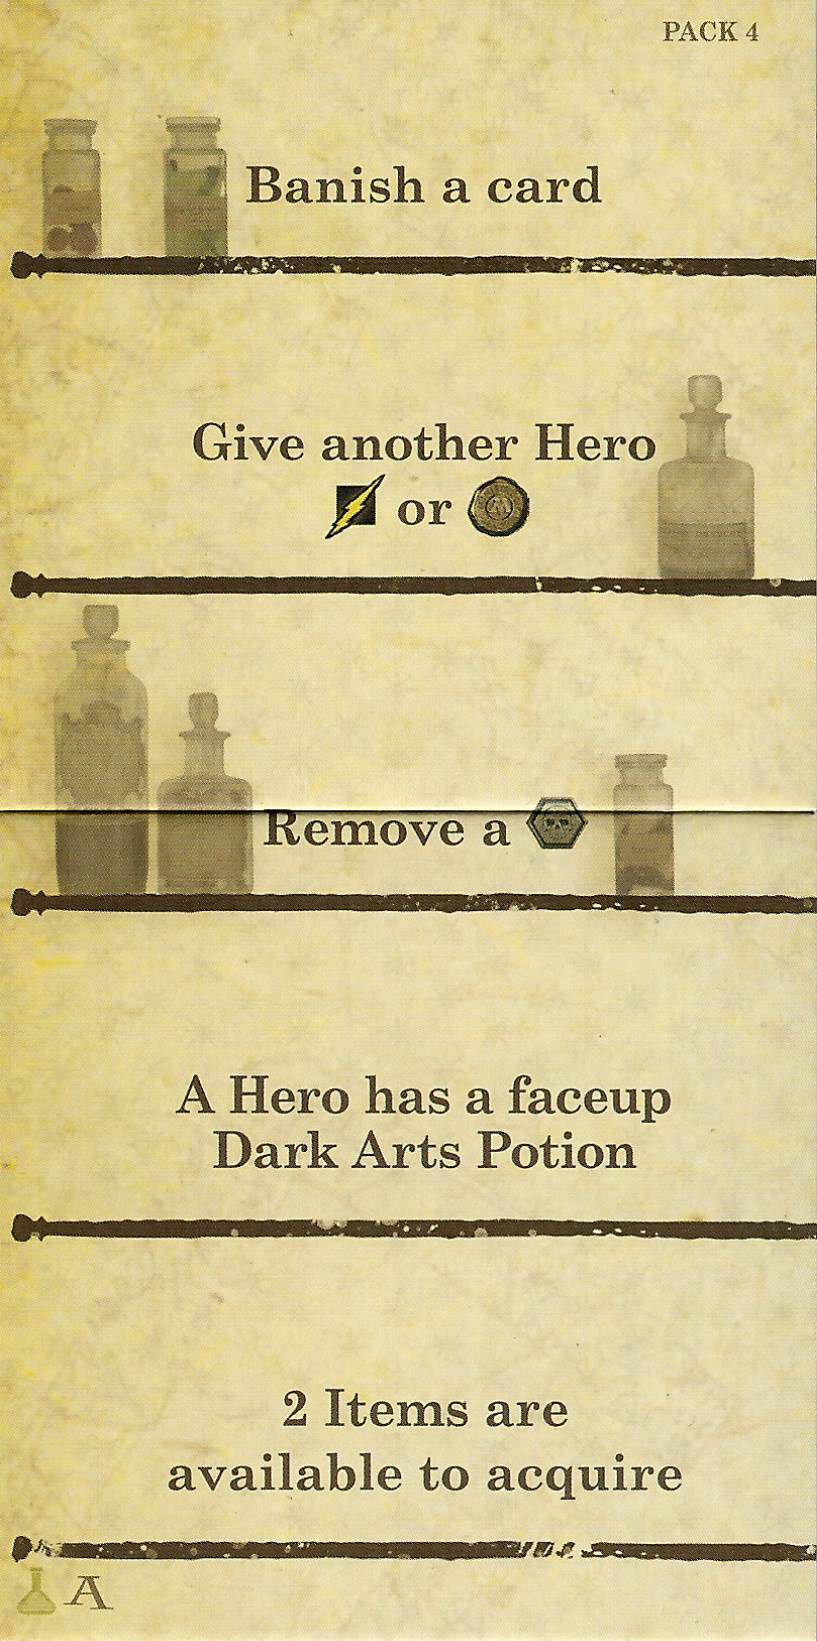 PACK 4
Banish a card
Give another Hero
or
Remove a
A Hero has a faceup
Dark Arts Potion
2 Items are
available to acquire
A